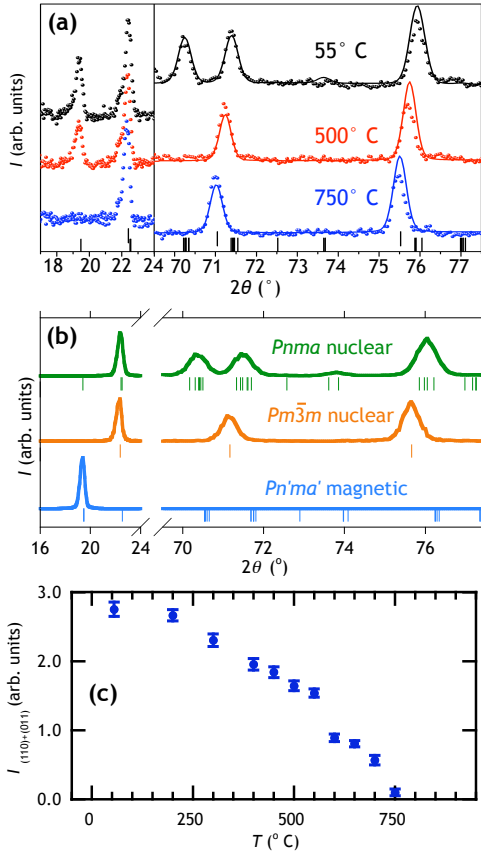 (a)
I (arb. units)
55° C
500° C
750° C
18 20 22 24 70 71 72 73 74 75 76 77
2θ (°)
(b)
I (arb. units)
Pnma nuclear
Pm3̅m nuclear
Pn'ma' magnetic
16 20 24 70 72 74 76
2θ (°)
(c)
I (110)+(011) (arb. units)
3.0
2.0
1.0
0.0
0 250 500 750
T (° C)